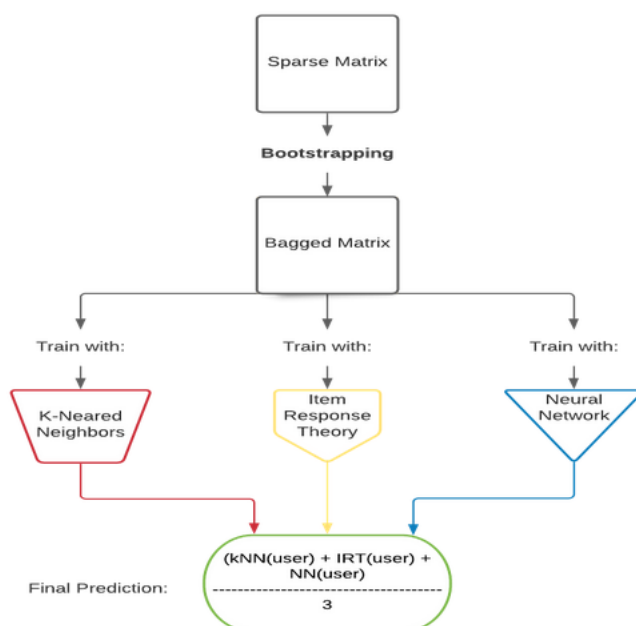 Sparse Matrix
Bootstrapping
Bagged Matrix
Train with:
Train with:
Train with:
K-Neared
Neighbors
Item
Response
Theory
Neural
Network
Final Prediction:
(kNN(user) + IRT(user) +
NN(user)
----------------------------------------
3